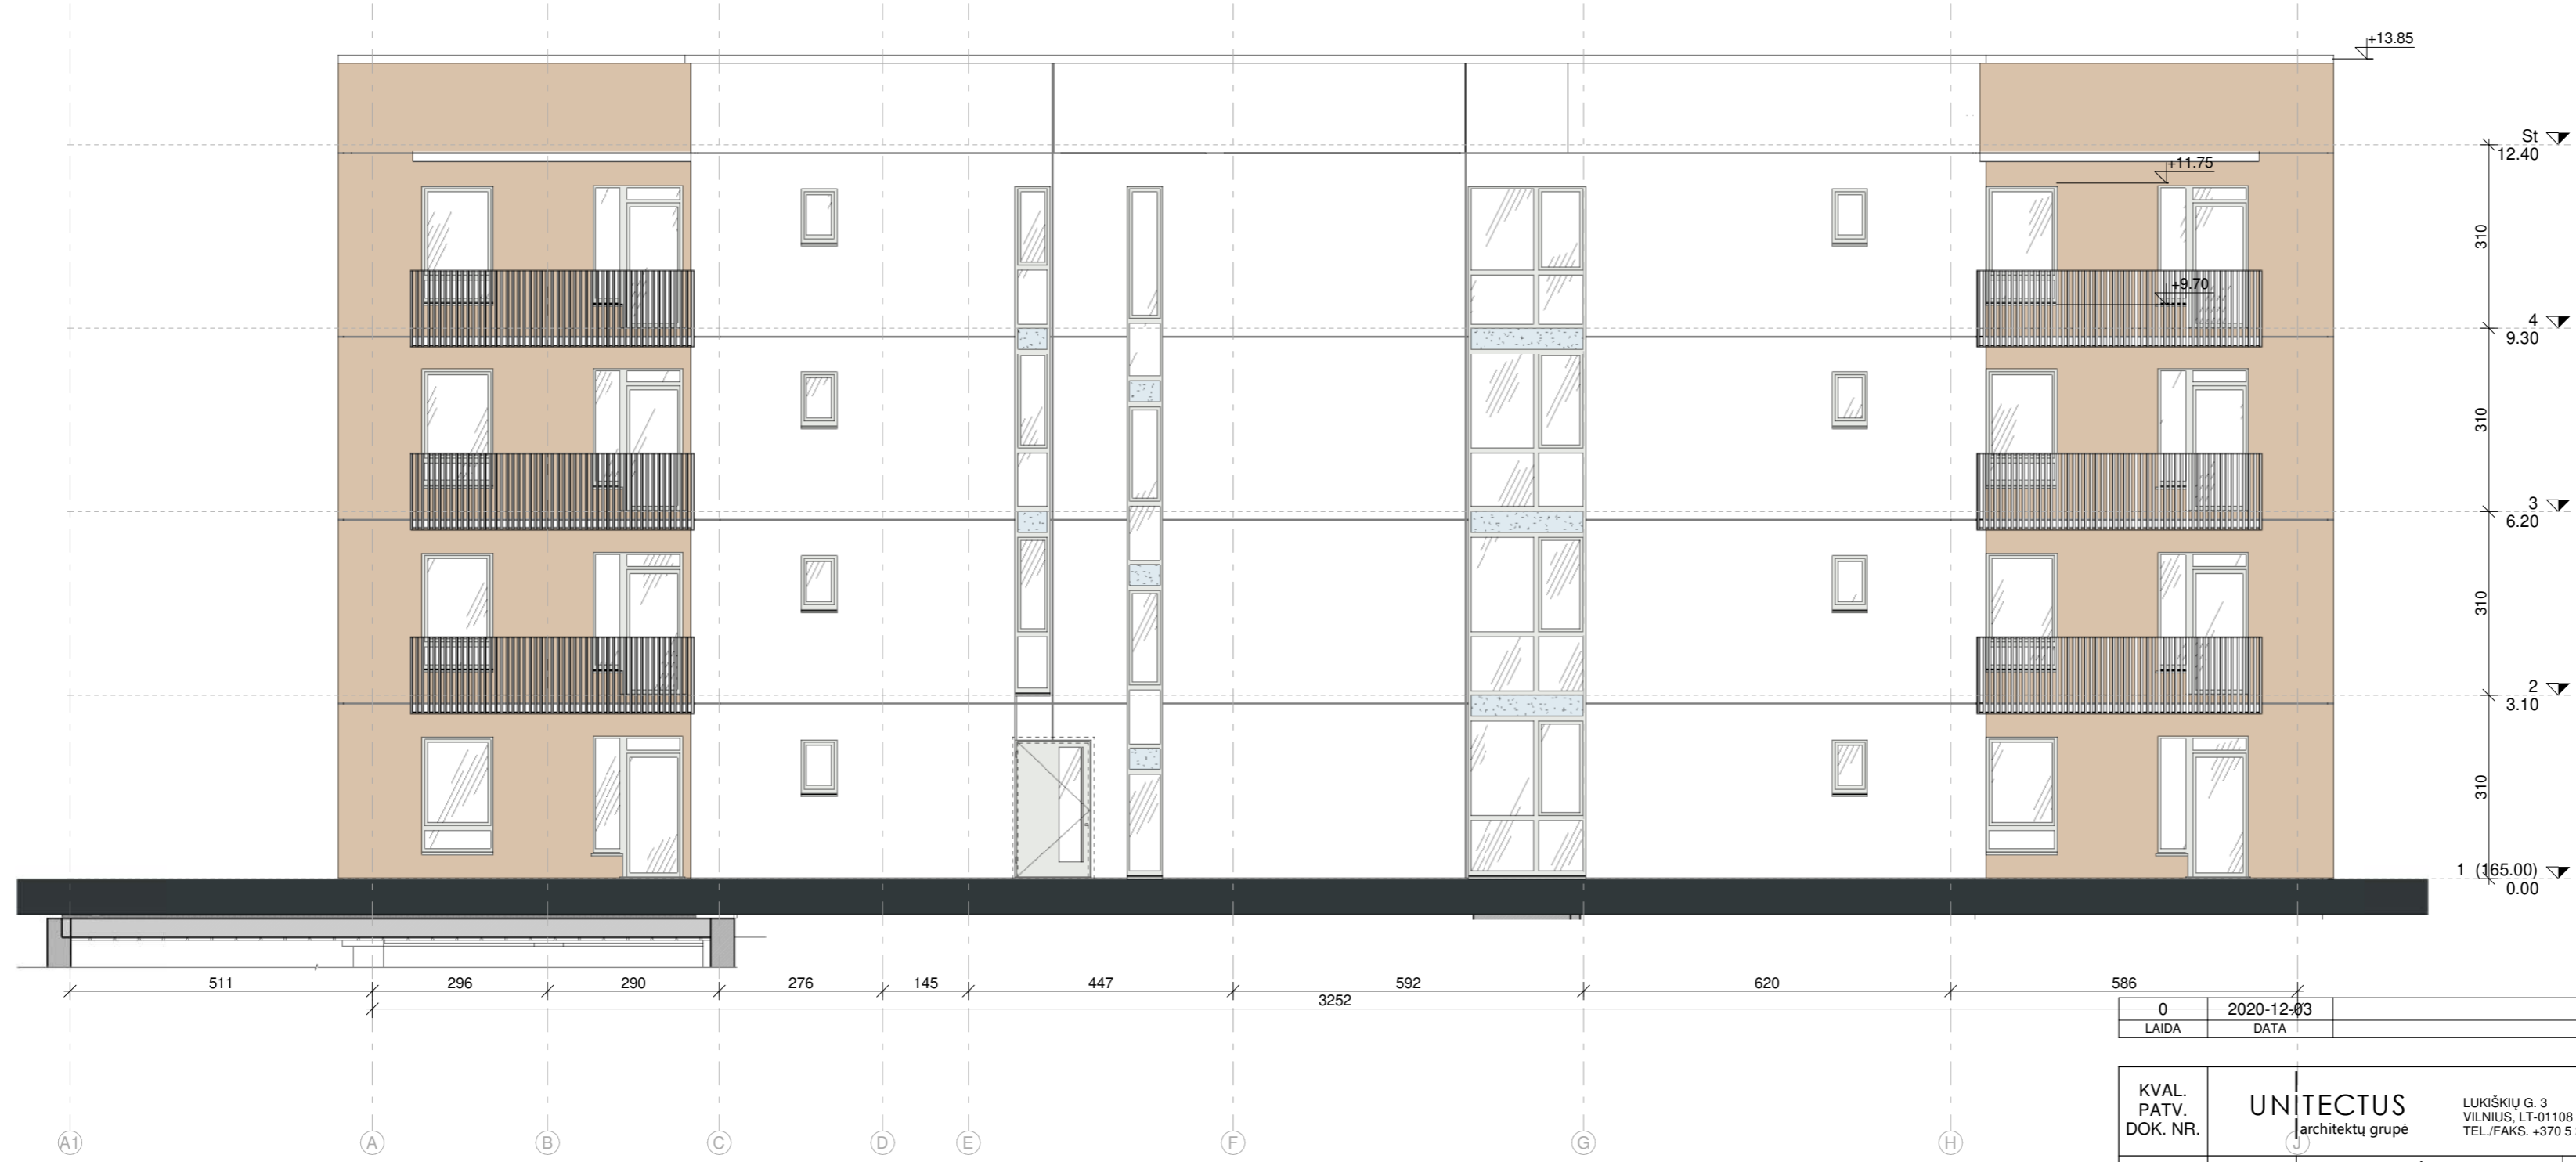 +13.85
St
12.40
+11.75
310
+9.70
4
9.30
310
3
6.20
310
2
3.10
310
1 (165.00)
0.00
511 296 290 276 145 447 592 620 586
3252
0 2020-12-03
LAIDA DATA
KVAL.
PATV.
DOK. NR.
UNITECTUS
architektų grupė
LUKIŠKIŲ G. 3
VILNIUS, LT-01108
TEL./FAKS. +370 5
A1 A B C D E F G H J